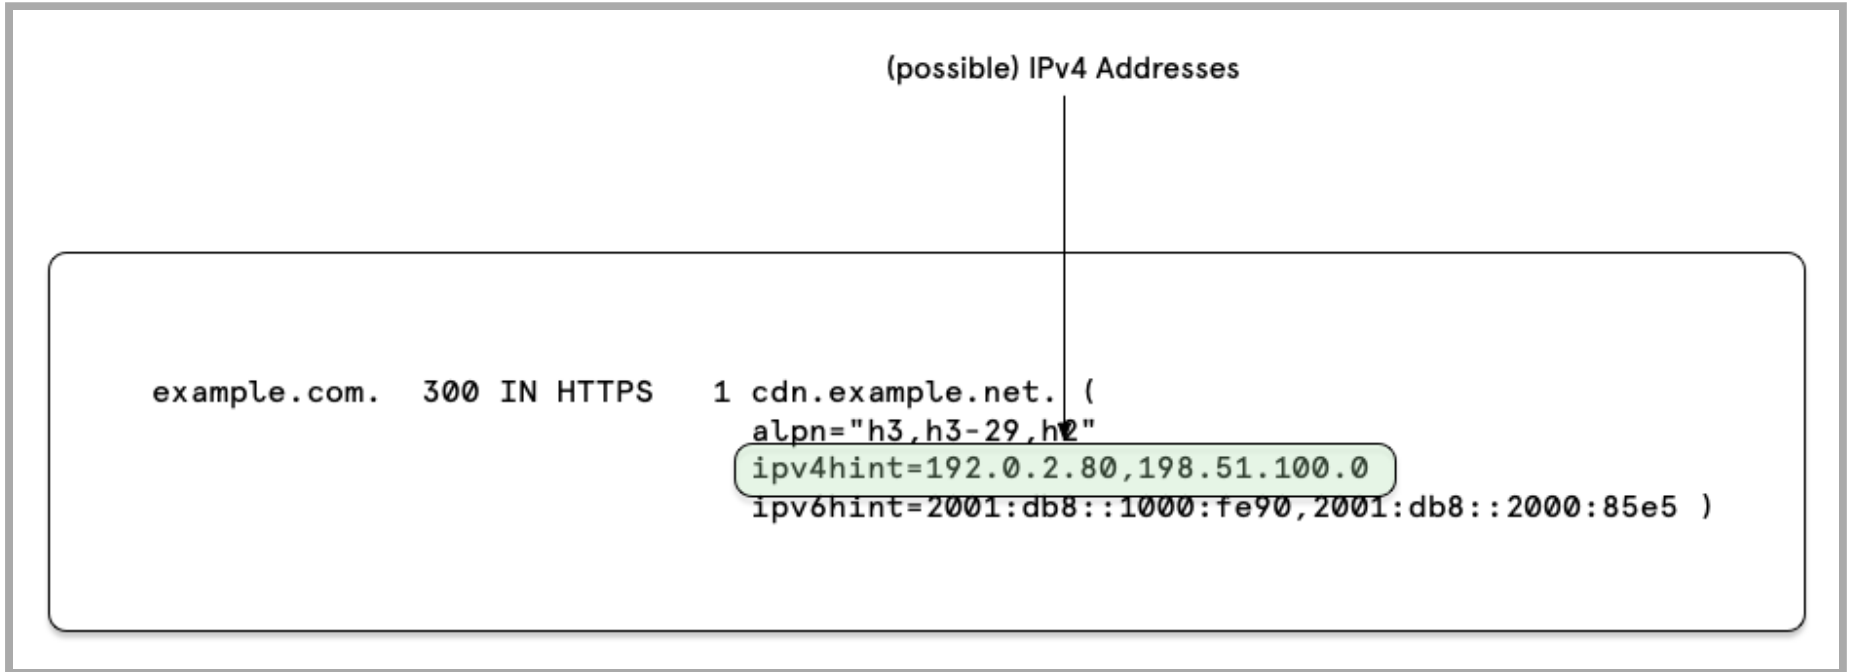 (possible) IPv4 Addresses
example.com. 300 IN HTTPS 1 cdn.example.net. (
alpn="h3,h3-29,h2"
ipv4hint=192.0.2.80,198.51.100.0
ipv6hint=2001:db8::1000:fe90,2001:db8::2000:85e5 )